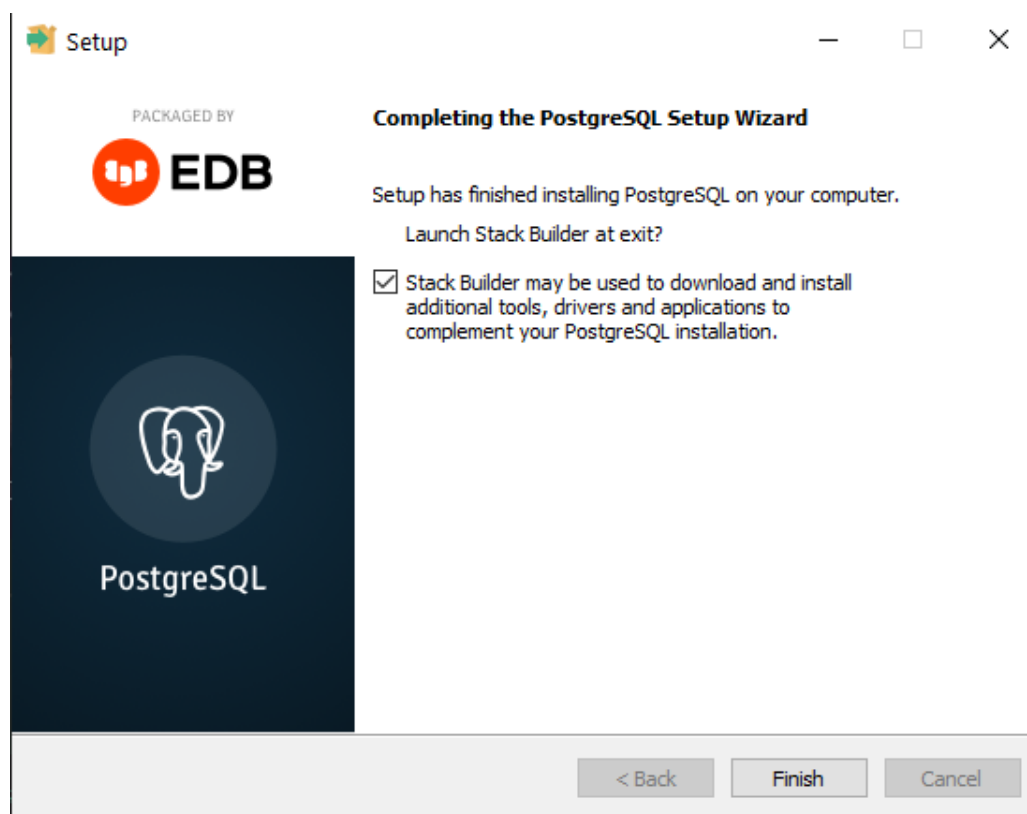 Setup
PACKAGED BY
EDB
Completing the PostgreSQL Setup Wizard
Setup has finished installing PostgreSQL on your computer.
Launch Stack Builder at exit?
Stack Builder may be used to download and install
additional tools, drivers and applications to
complement your PostgreSQL installation.
PostgreSQL
< Back
Finish
Cancel